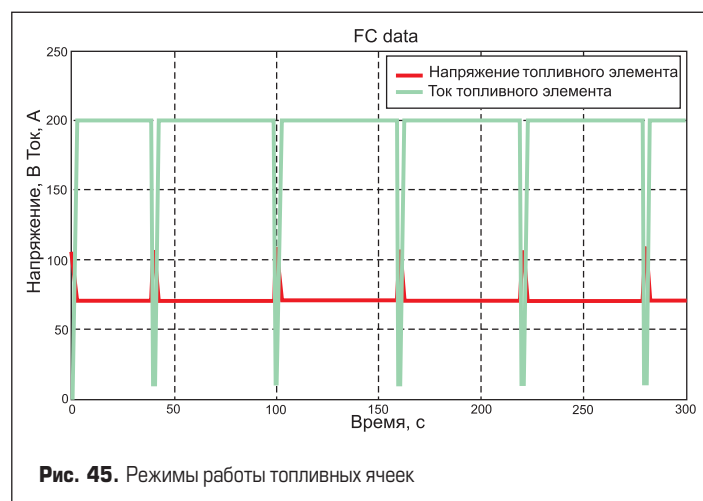 FC data
250
200
150
100
50
0
Напряжение, В Ток, А
Напряжение топливного элемента
Ток топливного элемента
0 50 100 150 200 250 300
Время, с
Рис. 45. Режимы работы топливных ячеек